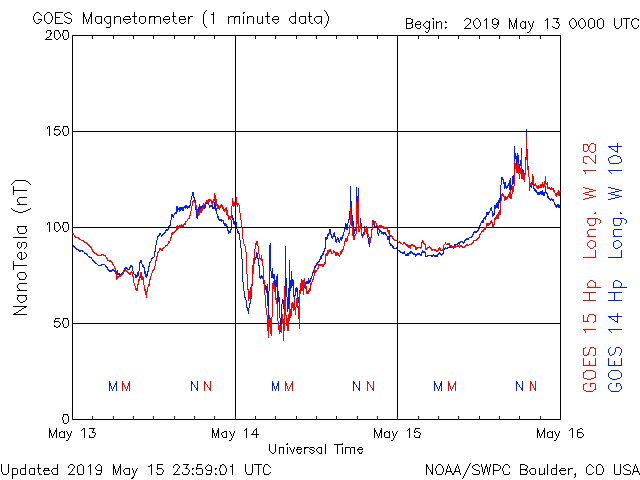 GOES Magnetometer (1 minute data)
Begin: 2019 May 13 0000 UTC
200
150
100
50
0
NanoTesla (nT)
M M N N M M N N M M N N
May 13 May 14 May 15 May 16
Universal Time
GOES 15 Hp Long. W 128
GOES 14 Hp Long. W 104
Updated 2019 May 15 23:59:01 UTC
NOAA/SWPC Boulder, CO USA